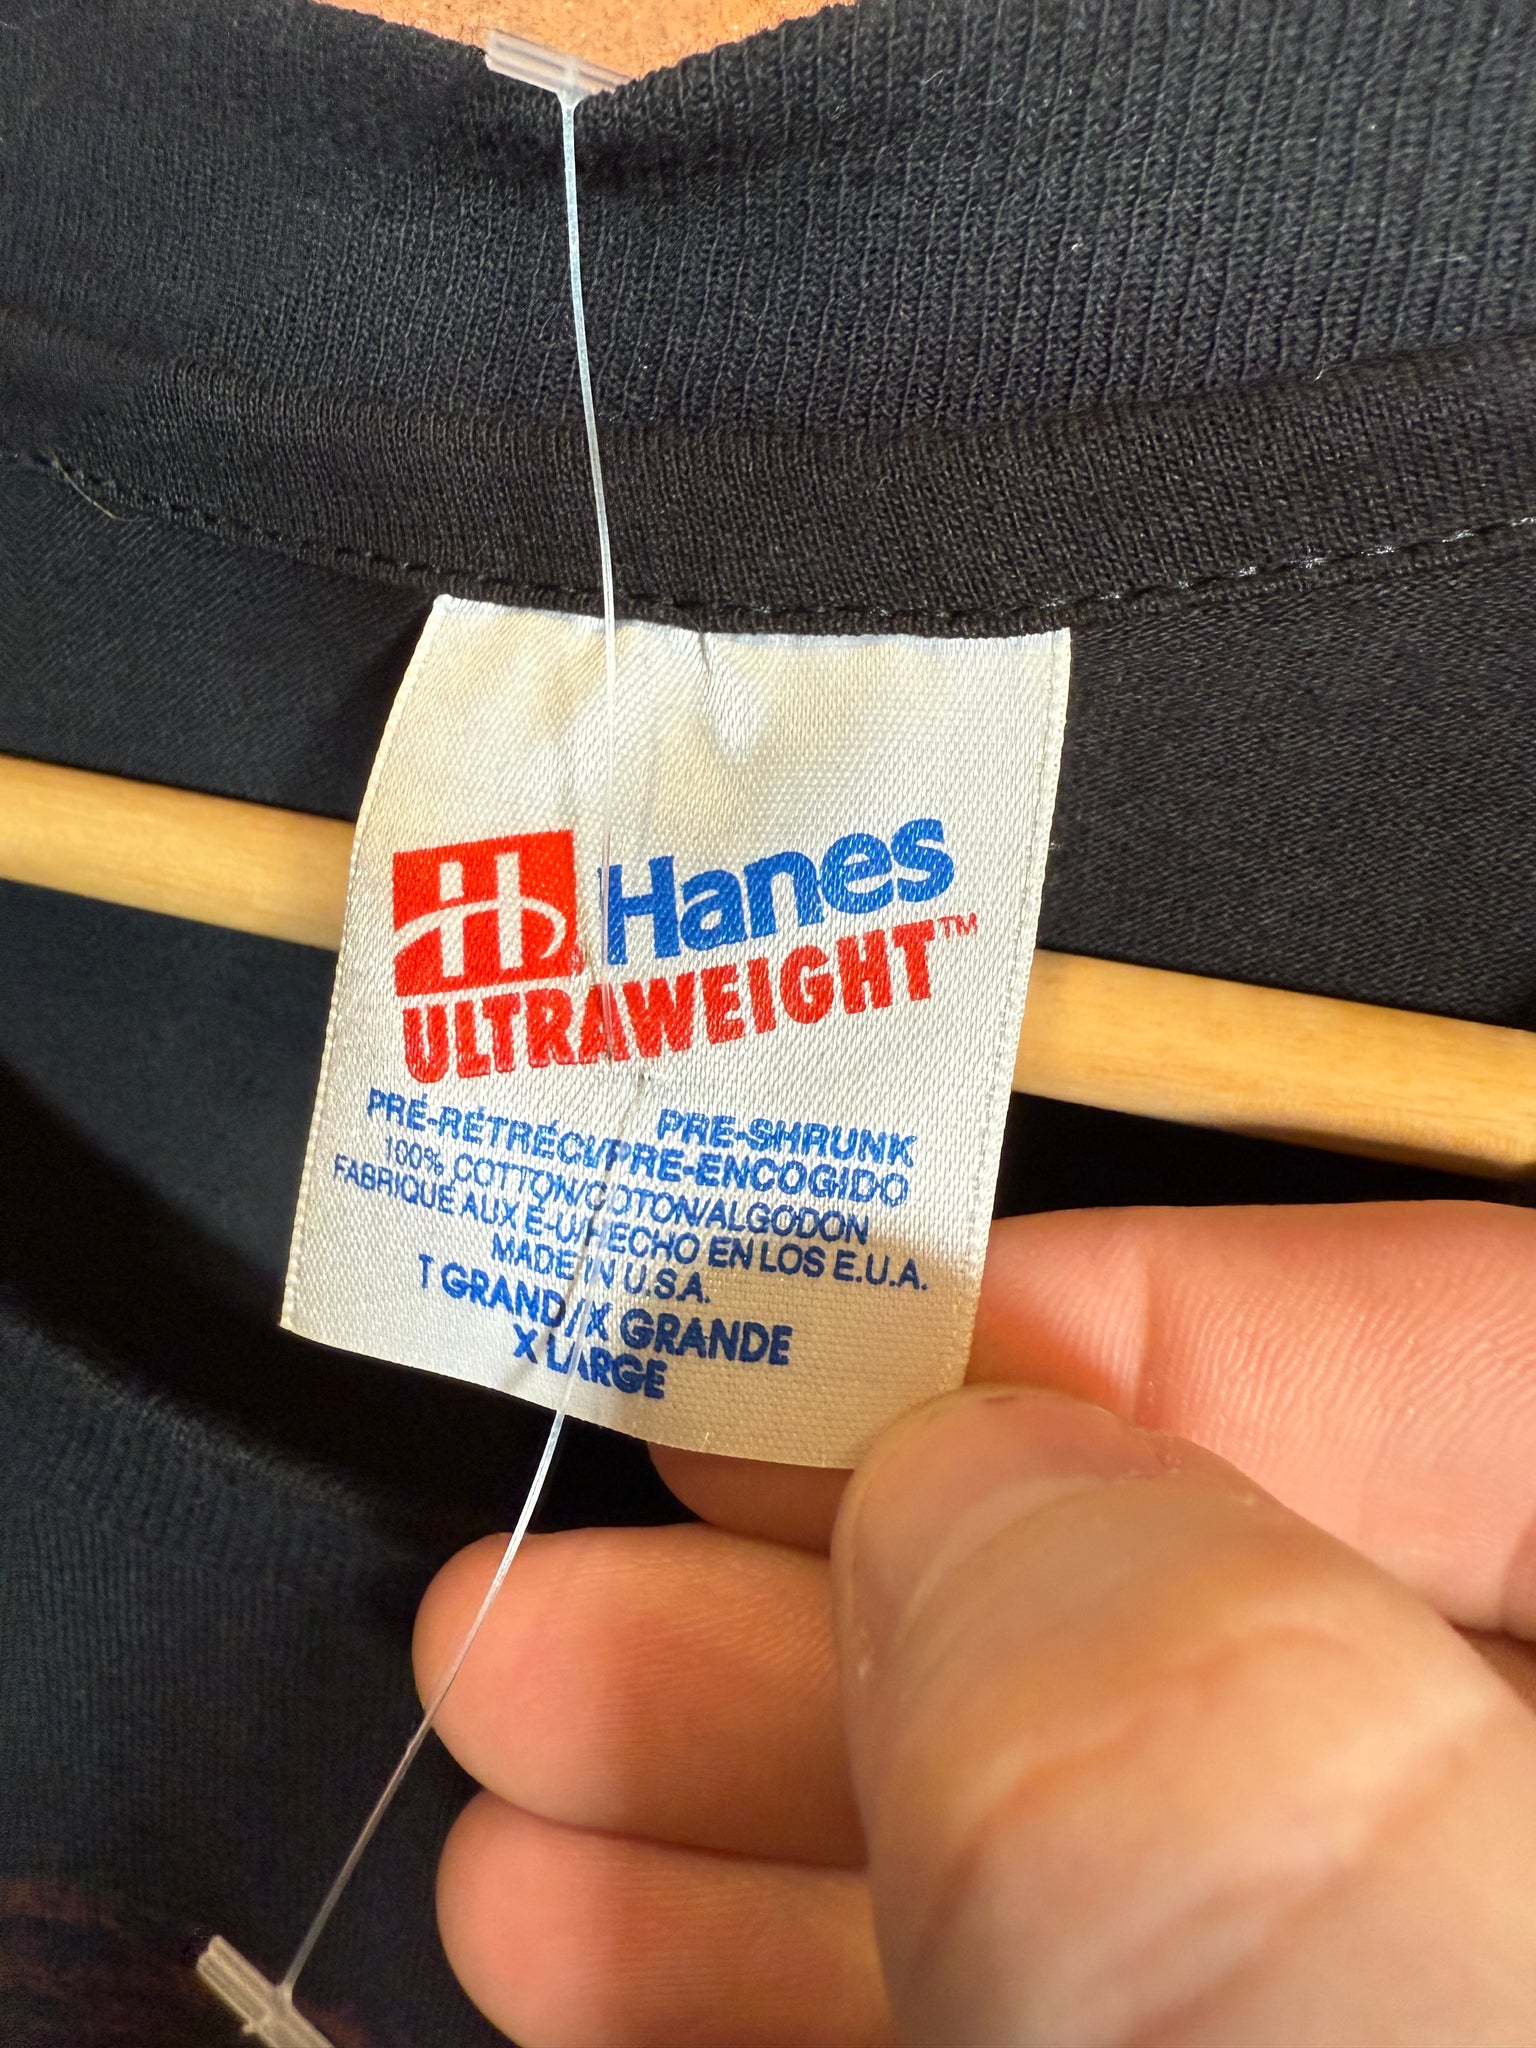 H Hanes
ULTRAWEIGHT™
PRE-SHRUNK
PRÉ-RÉTRÉCI/PRE-ENCOGIDO
100% COTTON/COTON/ALGODON
FABRIQUÉ AUX E-U/HECHO EN LOS E.U.A.
MADE IN U.S.A.
T GRAND/X GRANDE
X LARGE